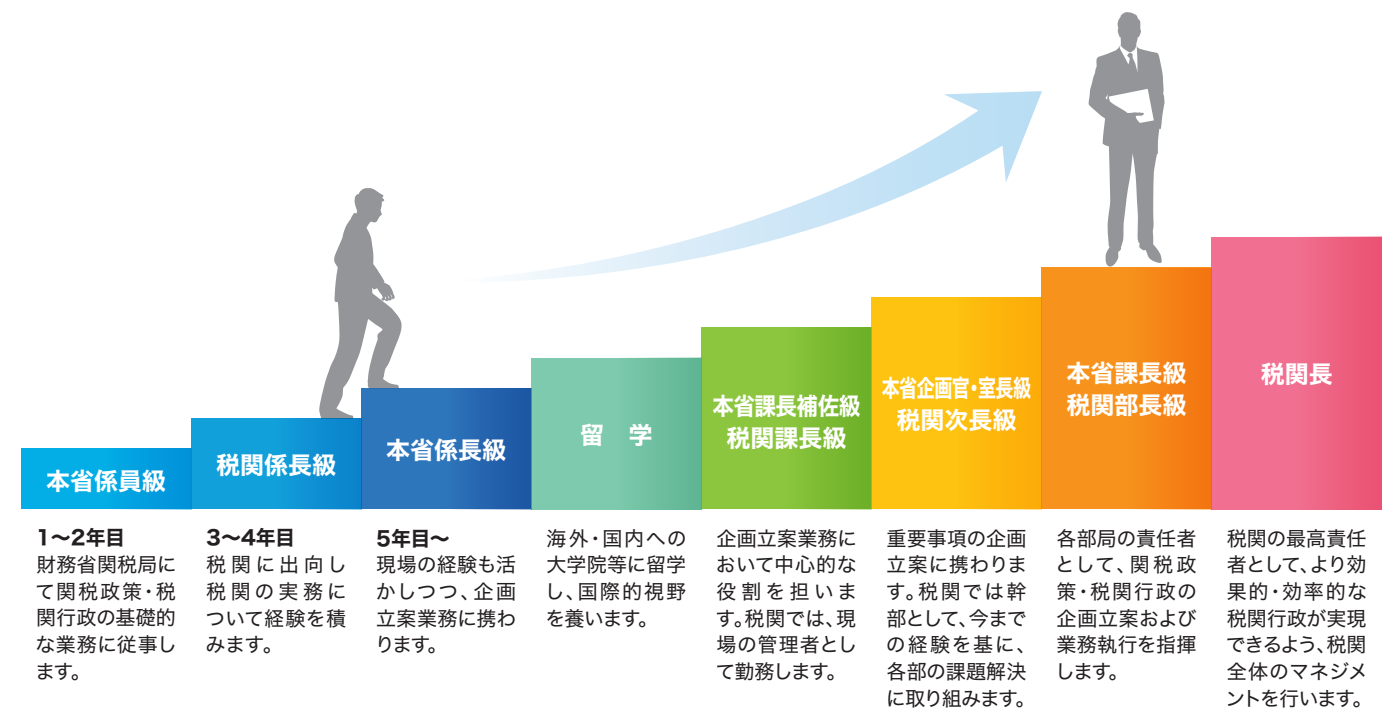 本省係員級
1〜2年目
財務省関税局に
て関税政策・税
関行政の基礎的
な業務に従事し
ます。
税関係長級
3〜4年目
税関に出向し
税関の実務に
ついて経験を積
みます。
本省係長級
5年目〜
現場の経験も活
かしつつ、企画
立案業務に携わ
ります。
留 学
海外・国内への
大学院等に留学
し、国際的視野
を養います。
本省課長補佐級
税関課長級
企画立案業務に
おいて中心的な
役割を担いま
す。税関では、現
場の管理者とし
て勤務します。
本省企画官・室長級
税関次長級
重要事項の企画
立案に携わりま
す。税関では幹
部として、今まで
の経験を基に、
各部の課題解決
に取り組みます。
本省課長級
税関部長級
各部局の責任者
として、関税政
策・税関行政の
企画立案および
業務執行を指揮
します。
税関長
税関の最高責任
者として、より効
果的・効率的な
税関行政が実現
できるよう、税関
全体のマネジメ
ントを行います。